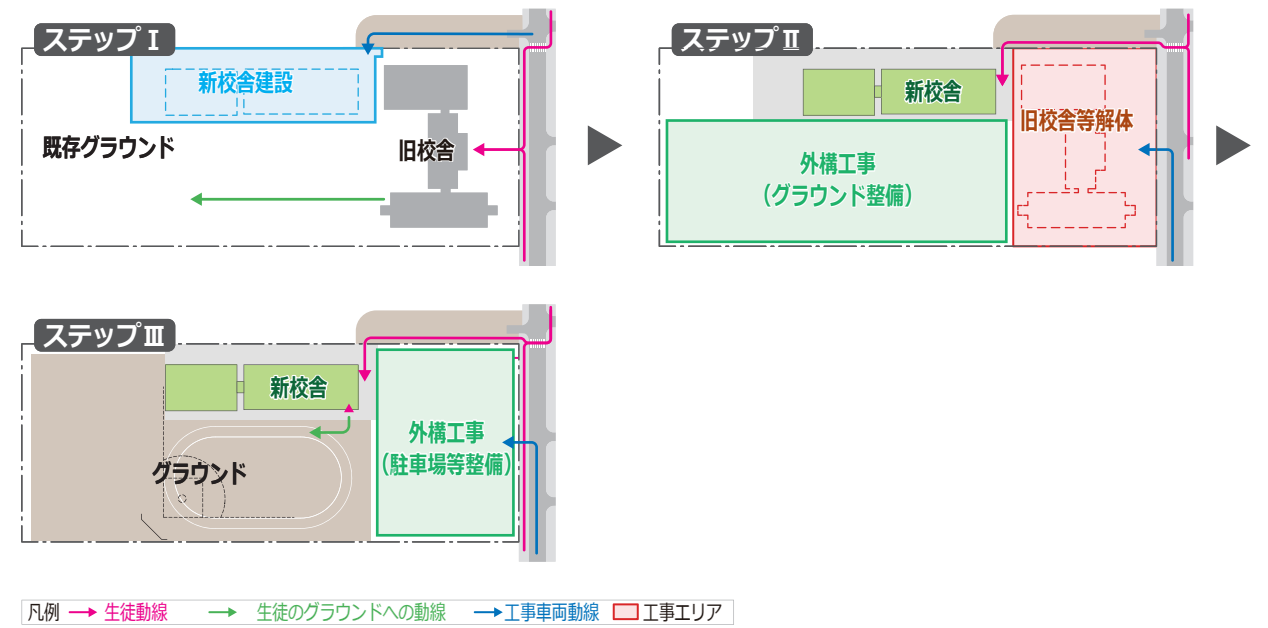 ステップⅠ
新校舎建設
既存グラウンド
旧校舎
ステップⅡ
新校舎
旧校舎等解体
外構工事
（グラウンド整備）
ステップⅢ
新校舎
グラウンド
外構工事
（駐車場等整備）
凡例 生徒動線 生徒のグラウンドへの動線 工事車両動線 工事エリア